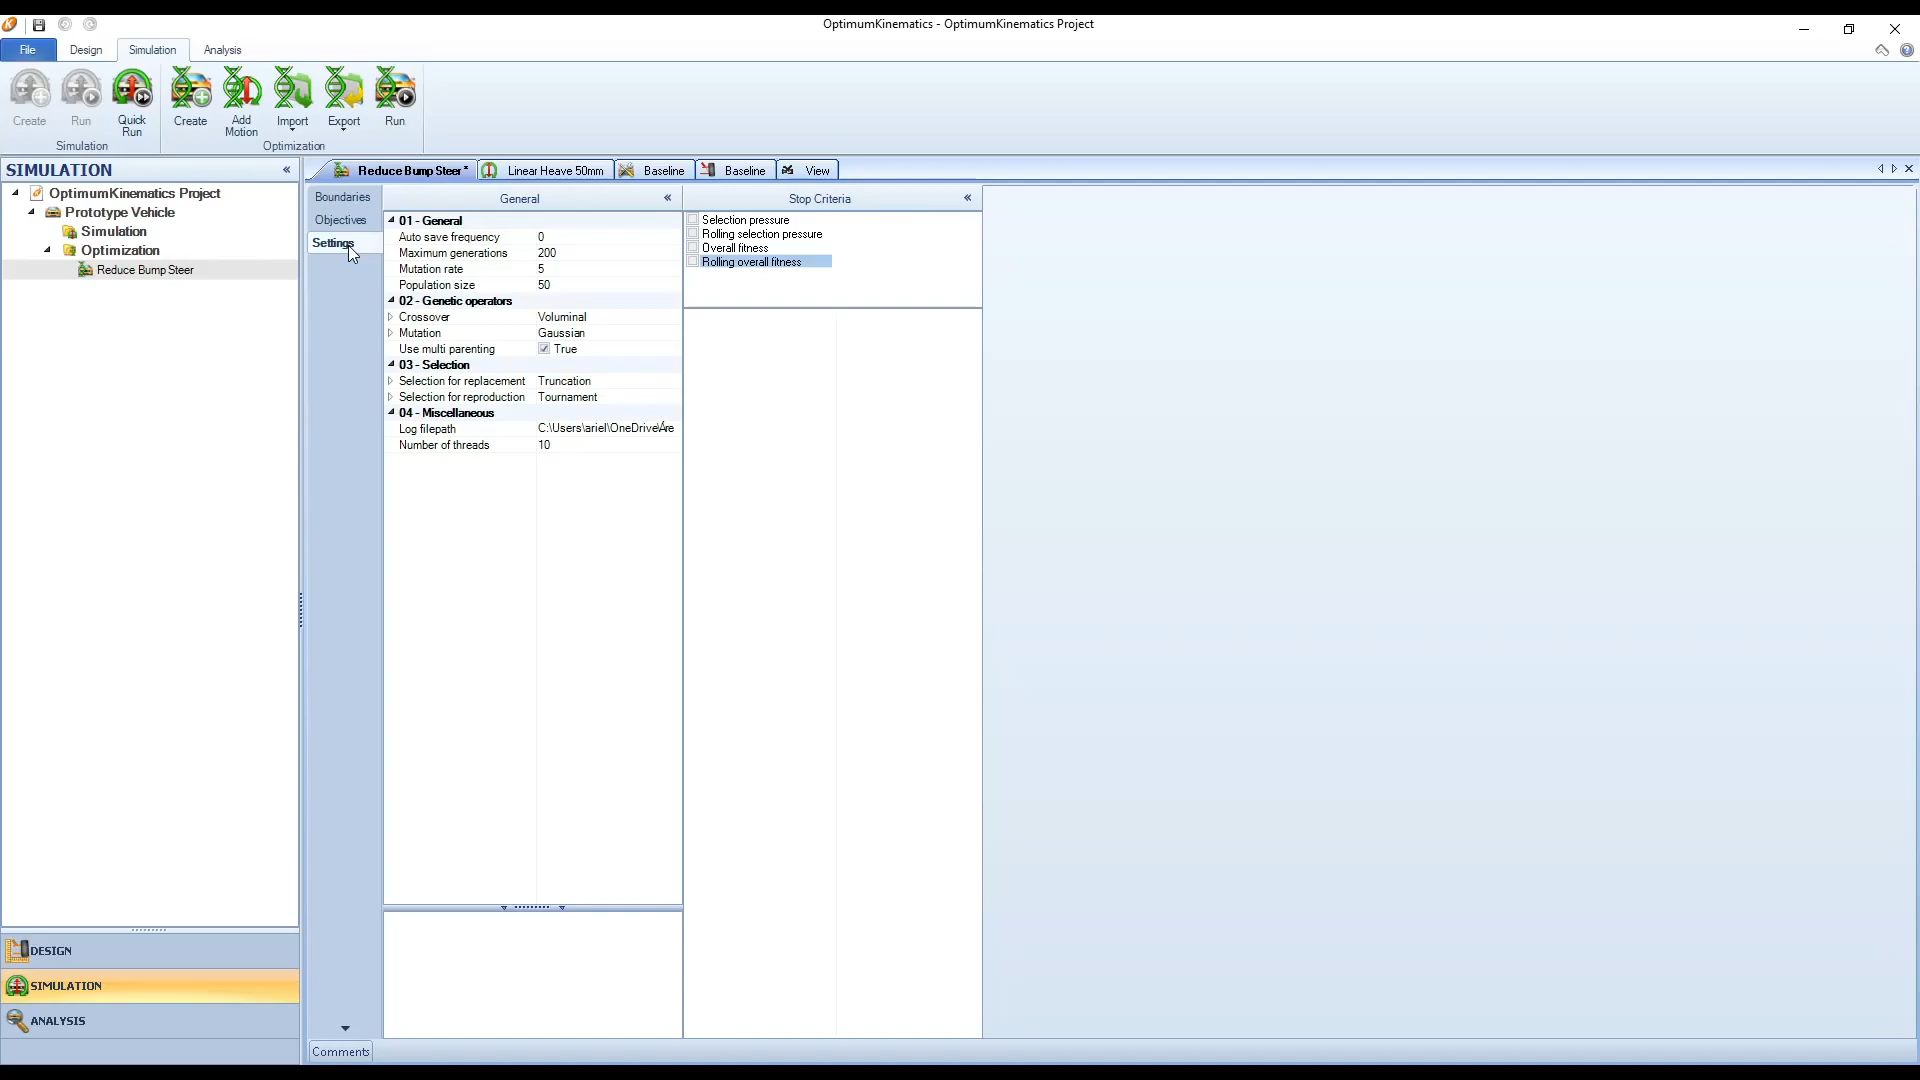 OptimumKinematics - OptimumKinematics Project
File Design Simulation Analysis
Create Run Quick Run Create Add Motion Import Export Run
Simulation Optimization
SIMULATION «
OptimumKinematics Project
Prototype Vehicle
Simulation
Optimization
Reduce Bump Steer
DESIGN
SIMULATION
ANALYSIS
Reduce Bump Steer * Linear Heave 50mm Baseline Baseline View
Boundaries
Objectives
Settings
General «
01 - General
Auto save frequency 0
Maximum generations 200
Mutation rate 5
Population size 50
02 - Genetic operators
Crossover Voluminal
Mutation Gaussian
Use multi parenting True
03 - Selection
Selection for replacement Truncation
Selection for reproduction Tournament
04 - Miscellaneous
Log filepath C:\Users\ariel\OneDrive\Áre
Number of threads 10
Stop Criteria «
Selection pressure
Rolling selection pressure
Overall fitness
Rolling overall fitness
Comments